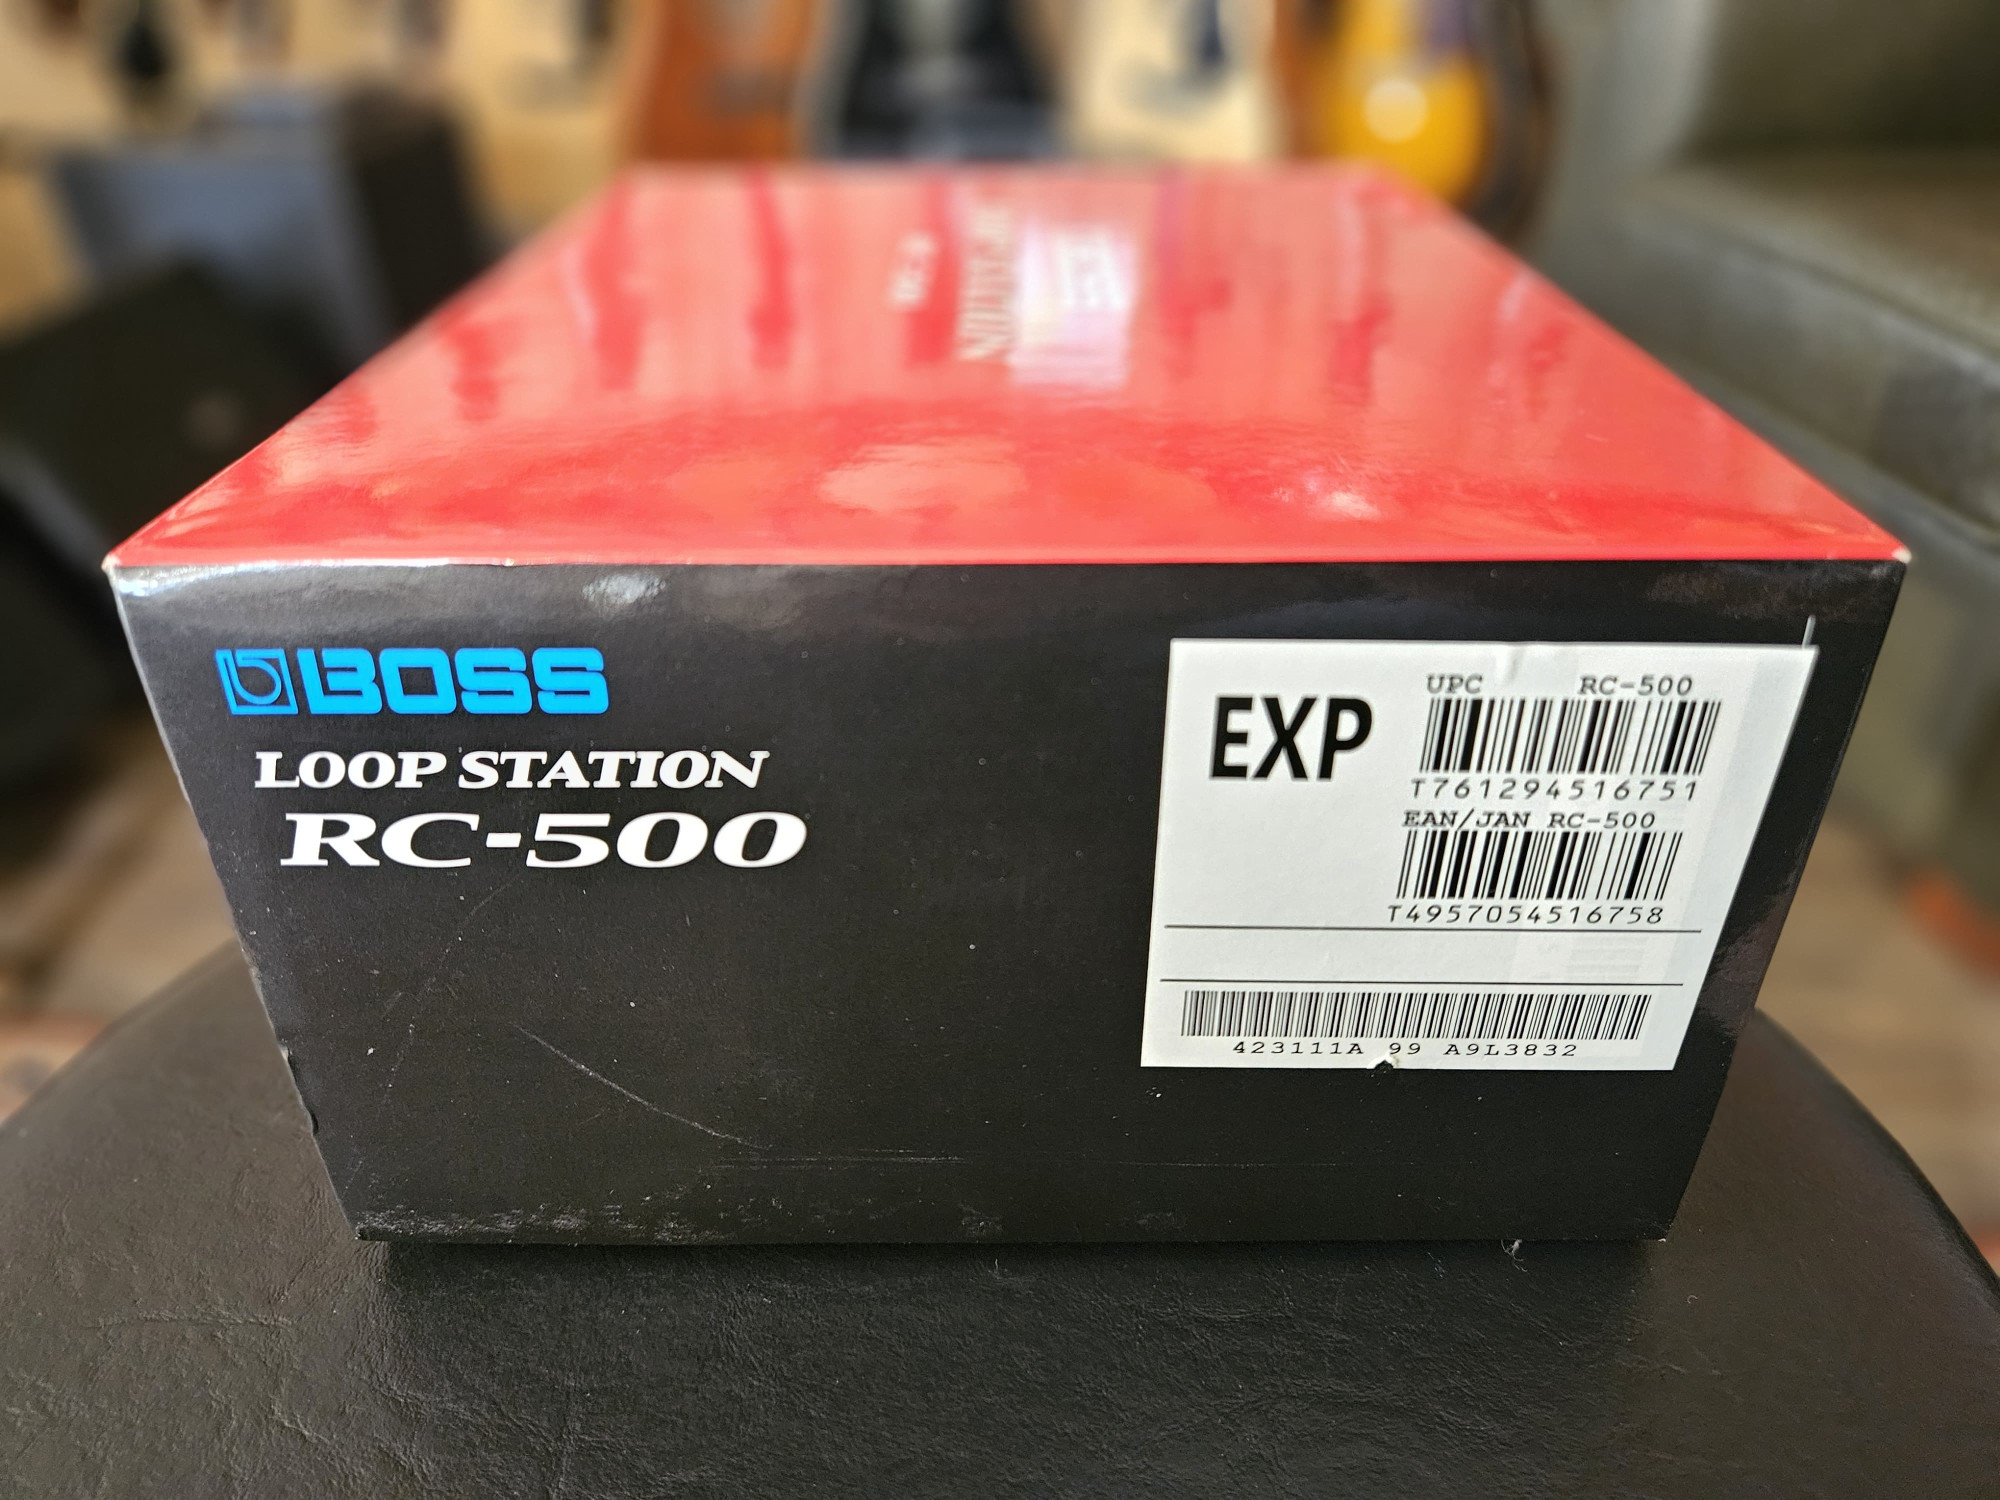 BOSS
LOOP STATION
RC-500
EXP
UPC RC-500
T761294516751
EAN/JAN RC-500
T4957054516758
423111A 99 A9L3832